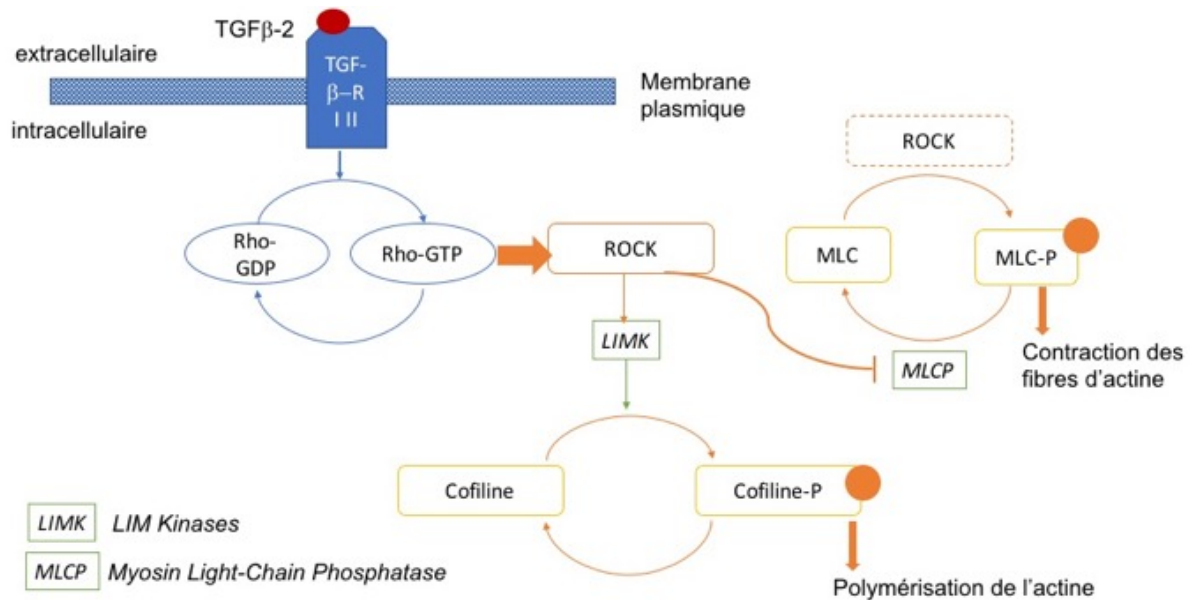 TGFβ-2
extracellulaire
TGF-
β–R
I II
Membrane
plasmique
intracellulaire
ROCK
Rho-
GDP
Rho-GTP
ROCK
MLC
MLC-P
LIMK
MLCP
Contraction des
fibres d'actine
Cofiline
Cofiline-P
LIMK LIM Kinases
MLCP Myosin Light-Chain Phosphatase
Polymérisation de l'actine